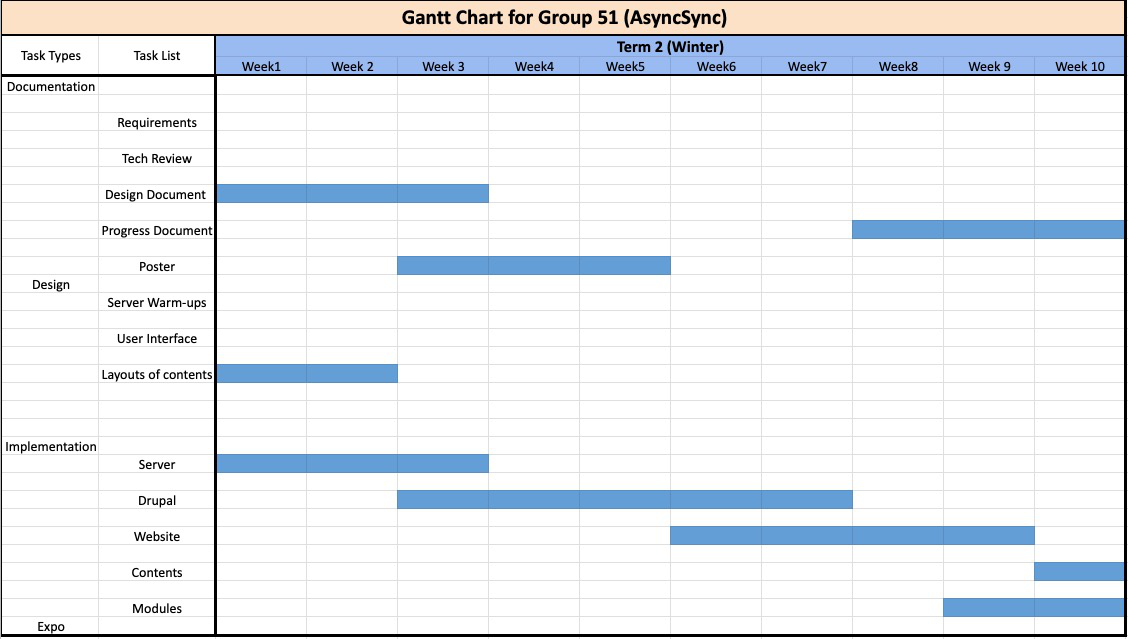 Gantt Chart for Group 51 (AsyncSync)
Task Types Task List Term 2 (Winter)
Week1 Week 2 Week 3 Week4 Week5 Week6 Week7 Week8 Week 9 Week 10
Documentation
Requirements
Tech Review
Design Document
Progress Document
Poster
Design
Server Warm-ups
User Interface
Layouts of contents
Implementation
Server
Drupal
Website
Contents
Modules
Expo